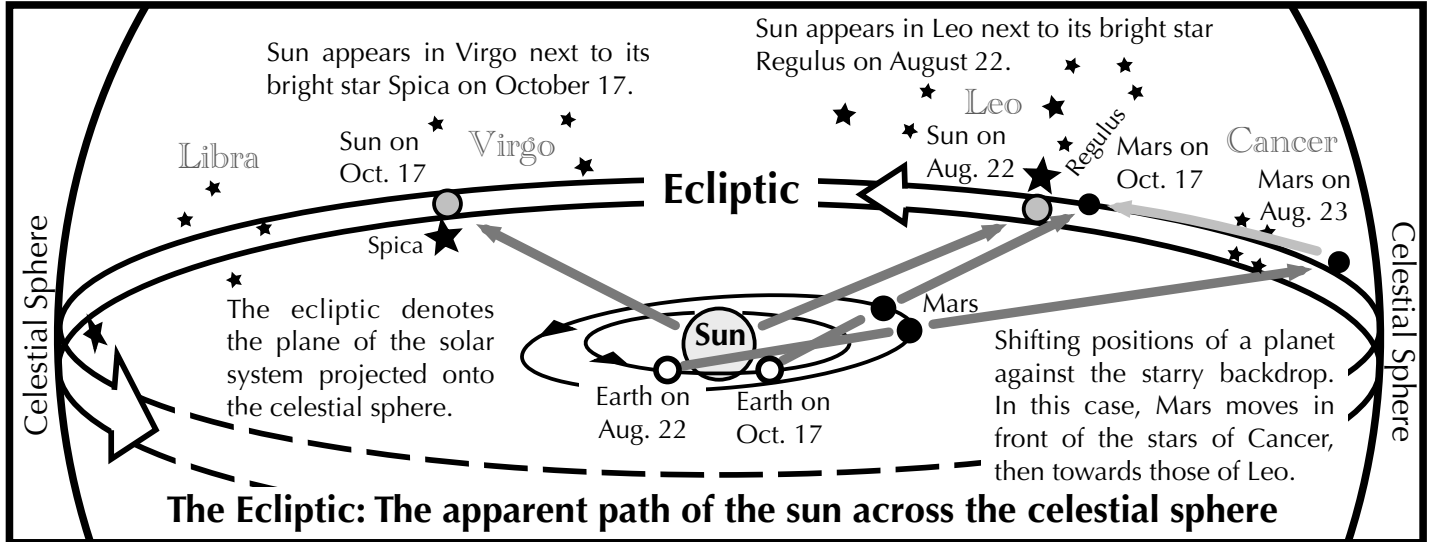 Sun appears in Virgo next to its
bright star Spica on October 17.
Sun appears in Leo next to its bright star
Regulus on August 22.
Leo
Regulus
Sun on
Aug. 22
Mars on
Oct. 17
Cancer
Mars on
Aug. 23
Libra
Sun on
Oct. 17
Virgo
Ecliptic
Spica
Celestial Sphere
Celestial Sphere
The ecliptic denotes
the plane of the solar
system projected onto
the celestial sphere.
Sun
Mars
Earth on
Aug. 22
Earth on
Oct. 17
Shifting positions of a planet
against the starry backdrop.
In this case, Mars moves in
front of the stars of Cancer,
then towards those of Leo.
The Ecliptic: The apparent path of the sun across the celestial sphere